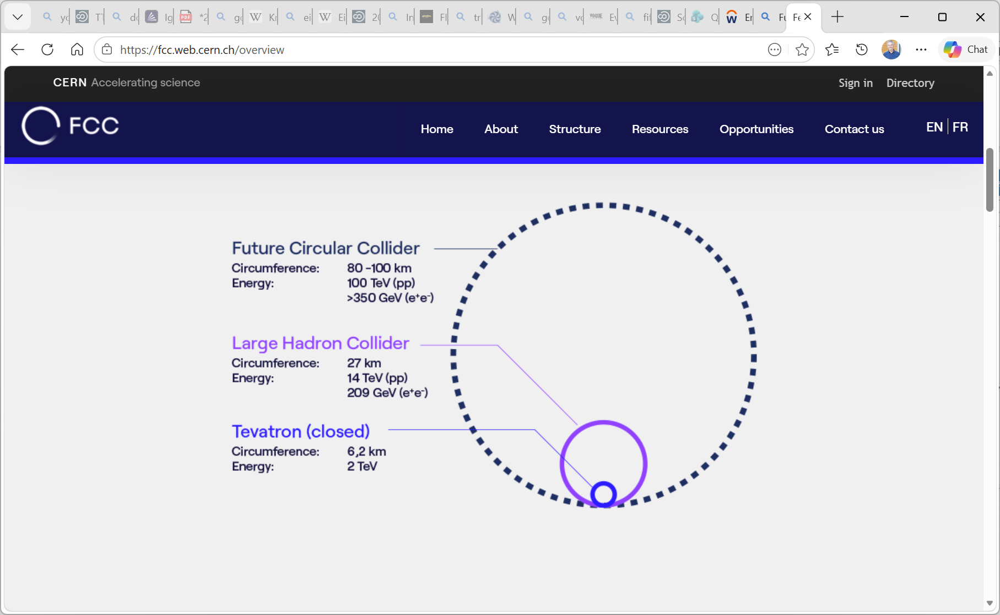 https://fcc.web.cern.ch/overview
Chat
CERN Accelerating science
Sign in Directory
FCC
Home About Structure Resources Opportunities Contact us EN FR
Future Circular Collider
Circumference: 80 -100 km
Energy: 100 TeV (pp)
>350 GeV (e⁺e⁻)
Large Hadron Collider
Circumference: 27 km
Energy: 14 TeV (pp)
209 GeV (e⁺e⁻)
Tevatron (closed)
Circumference: 6,2 km
Energy: 2 TeV